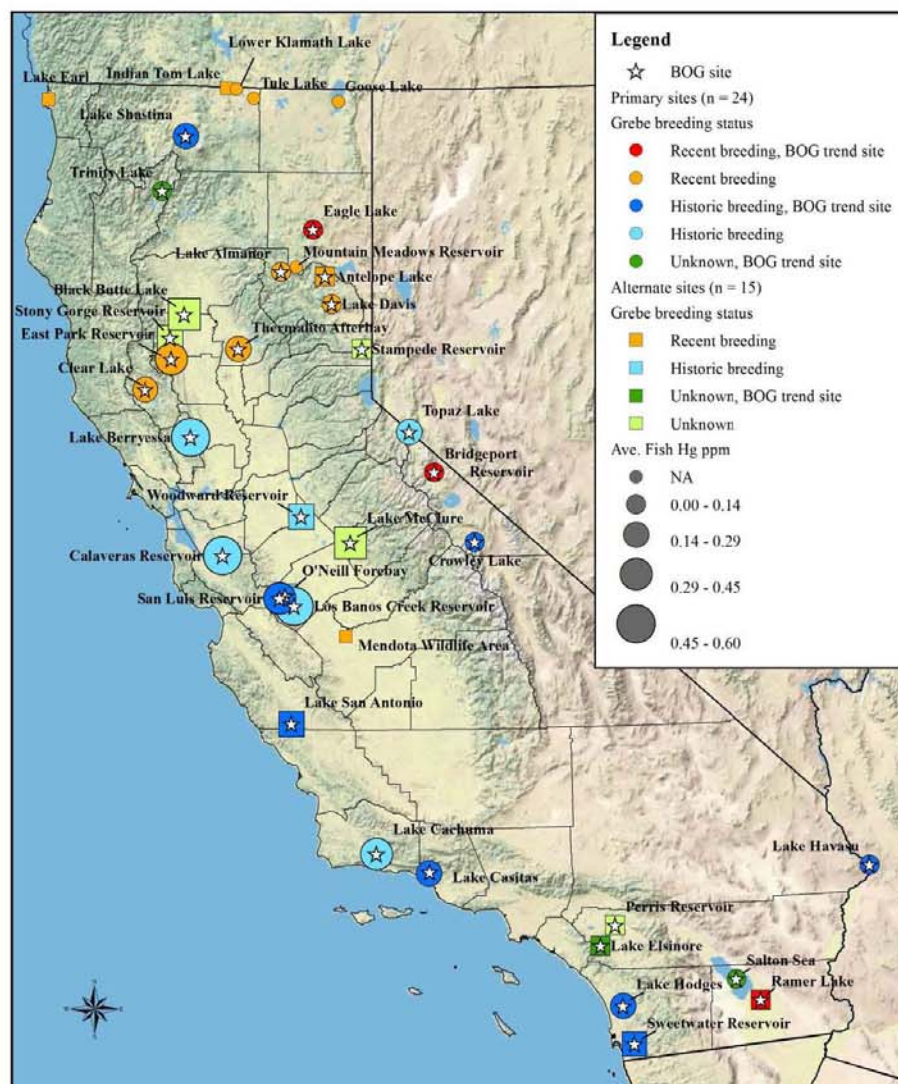 Lower Klamath Lake
Indian Tom Lake
Lake Earl
Tule Lake
Goose Lake
Lake Shastina
Trinity Lake
Eagle Lake
Mountain Meadows Reservoir
Lake Almanor
Antelope Lake
Black Butte Lake
Lake Davis
Stony Gorge Reservoir
Thermalito Afterbay
East Park Reservoir
Stampede Reservoir
Clear Lake
Topaz Lake
Lake Berryessa
Bridgeport
Reservoir
Woodward Reservoir
Lake McClure
Calaveras Reservoir
Crowley Lake
O'Neill Forebay
San Luis Reservoir
Los Banos Creek Reservoir
Mendota Wildlife Area
Lake San Antonio
Lake Cachuma
Lake Havasu
Lake Casitas
Perris Reservoir
Lake Elsinore
Salton Sea
Lake Hodges
Ramer Lake
Sweetwater Reservoir
Legend
BOG site
Primary sites (n = 24)
Grebe breeding status
Recent breeding, BOG trend site
Recent breeding
Historic breeding, BOG trend site
Historic breeding
Unknown, BOG trend site
Alternate sites (n = 15)
Grebe breeding status
Recent breeding
Historic breeding
Unknown, BOG trend site
Unknown
Ave. Fish Hg ppm
NA
0.00 - 0.14
0.14 - 0.29
0.29 - 0.45
0.45 - 0.60